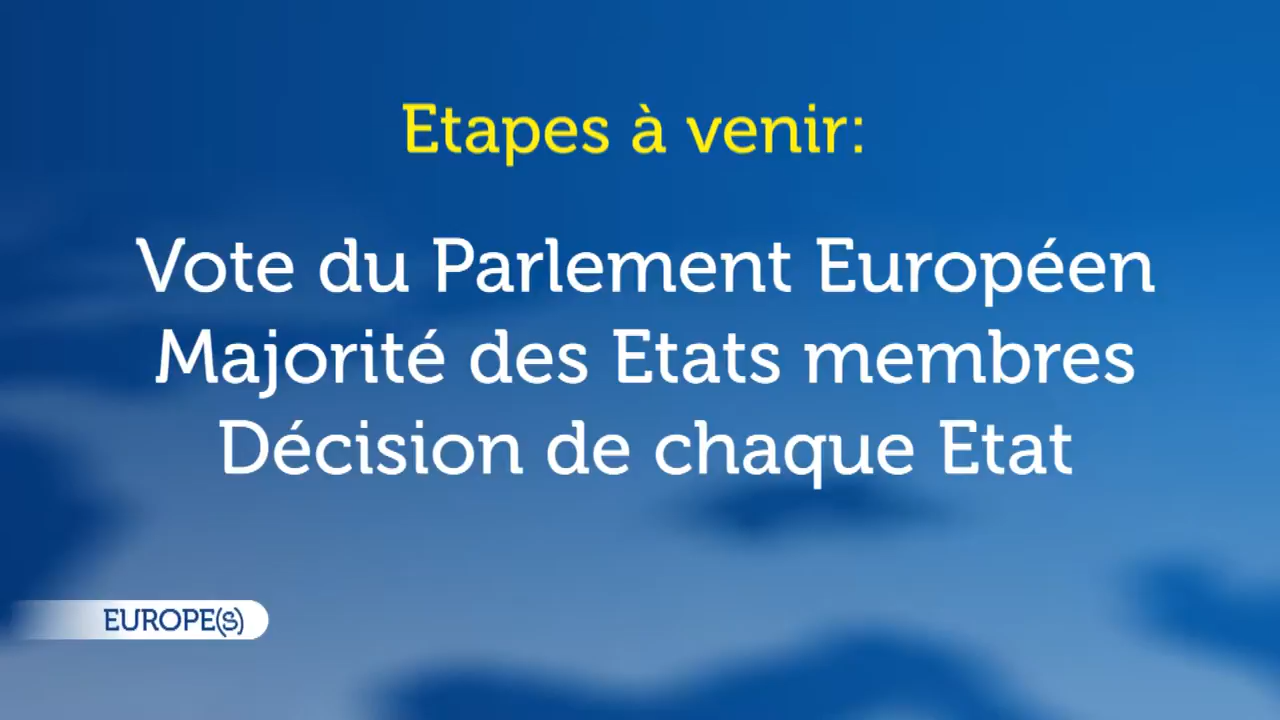 Etapes à venir:
Vote du Parlement Européen
Majorité des Etats membres
Décision de chaque Etat
EUROPE(s)